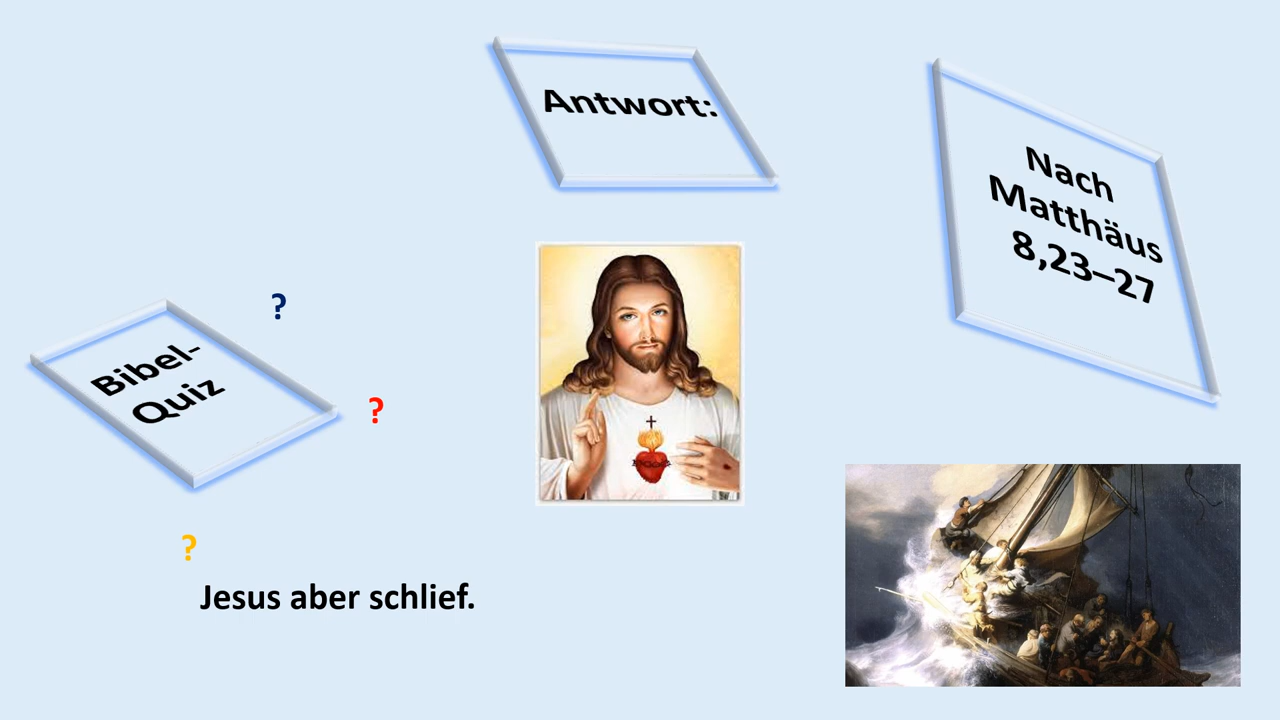 Antwort:
Nach
Matthäus
8,23–27
Bibel-
Quiz
?
?
?
Jesus aber schlief.